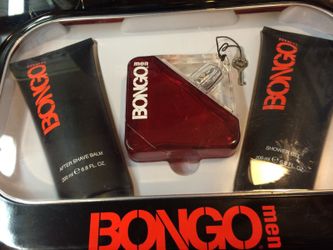 BONGO
men
AFTER SHAVE BALM
200 ml ℮ 6.8 FL. OZ.
BONGO
men
BONGO
SHOWER GEL
200 ml ℮ 6.8 FL. OZ.
BONGO
men